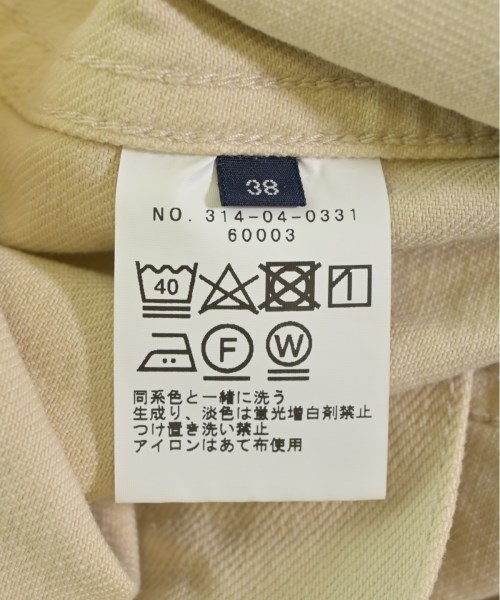 38
NO. 314-04-0331
60003
40
F
W
同系色と一緒に洗う
生成り、淡色は蛍光増白剤禁止
つけ置き洗い禁止
アイロンはあて布使用